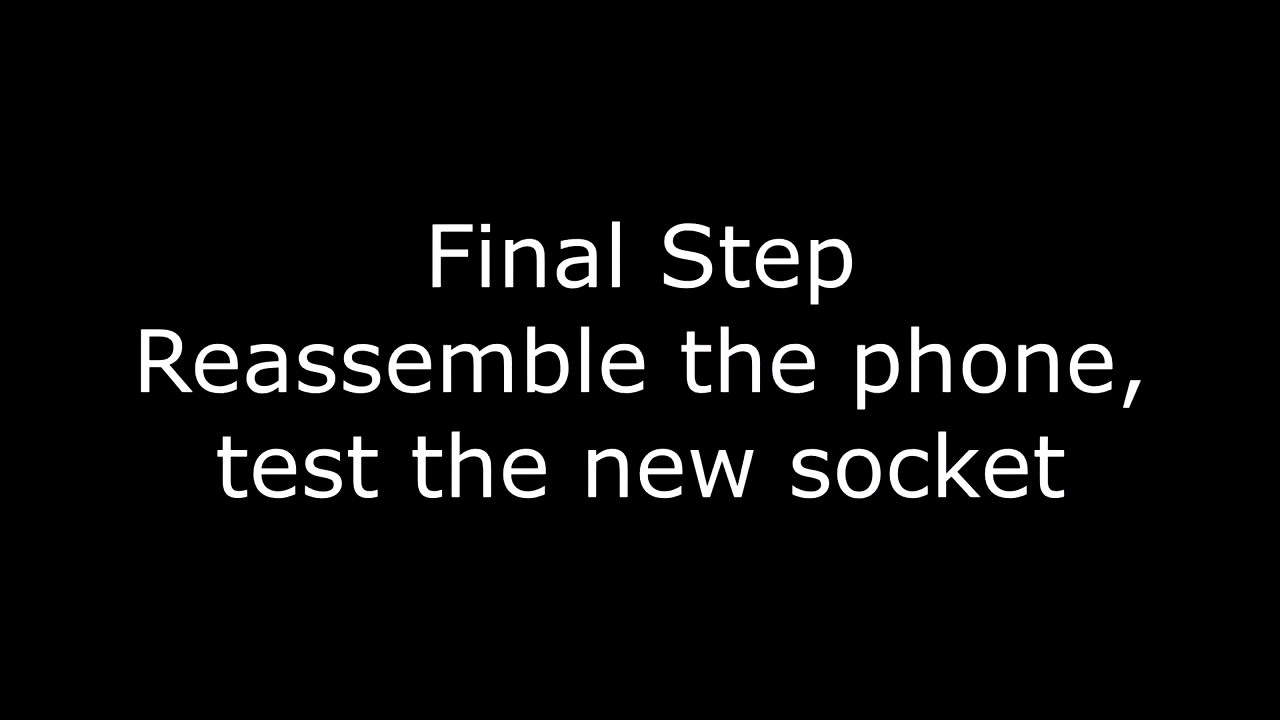 Final Step
Reassemble the phone,
test the new socket